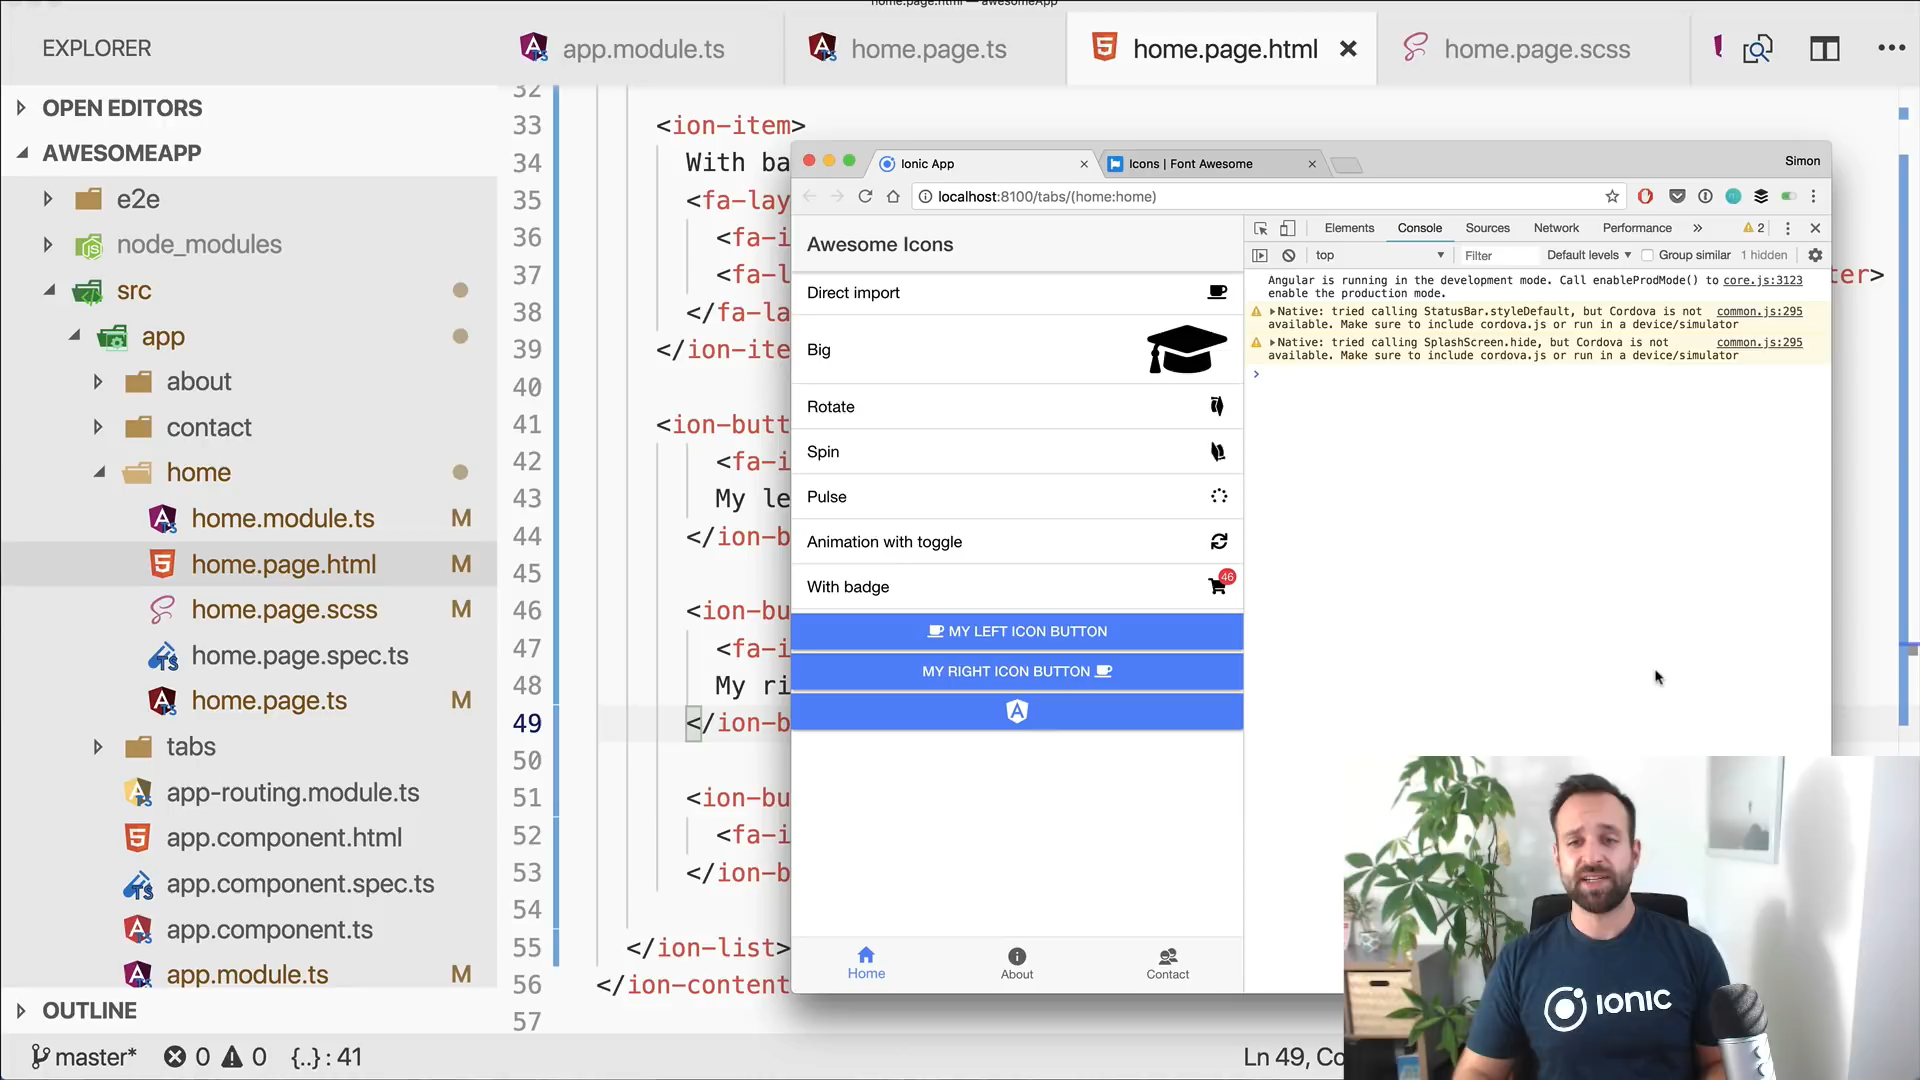 home.page.html — awesomeApp
EXPLORER
app.module.ts
home.page.ts
home.page.html
home.page.scss
OPEN EDITORS
AWESOMEAPP
e2e
node_modules
src
app
about
contact
home
home.module.ts M
home.page.html M
home.page.scss M
home.page.spec.ts
home.page.ts M
tabs
app-routing.module.ts
app.component.html
app.component.spec.ts
app.component.ts
app.module.ts M
OUTLINE
master* 0 0 {..} : 41
Ln 49, Co
32
33 <ion-item>
34 With ba
35 <fa-lay
36 <fa-i
37 <fa-l ter>
38 </fa-la
39 </ion-ite
40
41 <ion-butt
42 <fa-i
43 My le
44 </ion-b
45
46 <ion-bu
47 <fa-i
48 My ri
49 </ion-b
50
51 <ion-bu
52 <fa-i
53 </ion-b
54
55 </ion-list>
56 </ion-content
57
Ionic App
Icons | Font Awesome
Simon
localhost:8100/tabs/(home:home)
Awesome Icons
Direct import
Big
Rotate
Spin
Pulse
Animation with toggle
With badge 46
MY LEFT ICON BUTTON
MY RIGHT ICON BUTTON
Home
About
Contact
Elements Console Sources Network Performance » 2
top Filter Default levels Group similar 1 hidden
Angular is running in the development mode. Call enableProdMode() to core.js:3123
enable the production mode.
Native: tried calling StatusBar.styleDefault, but Cordova is not common.js:295
available. Make sure to include cordova.js or run in a device/simulator
Native: tried calling SplashScreen.hide, but Cordova is not common.js:295
available. Make sure to include cordova.js or run in a device/simulator
>
IONIC